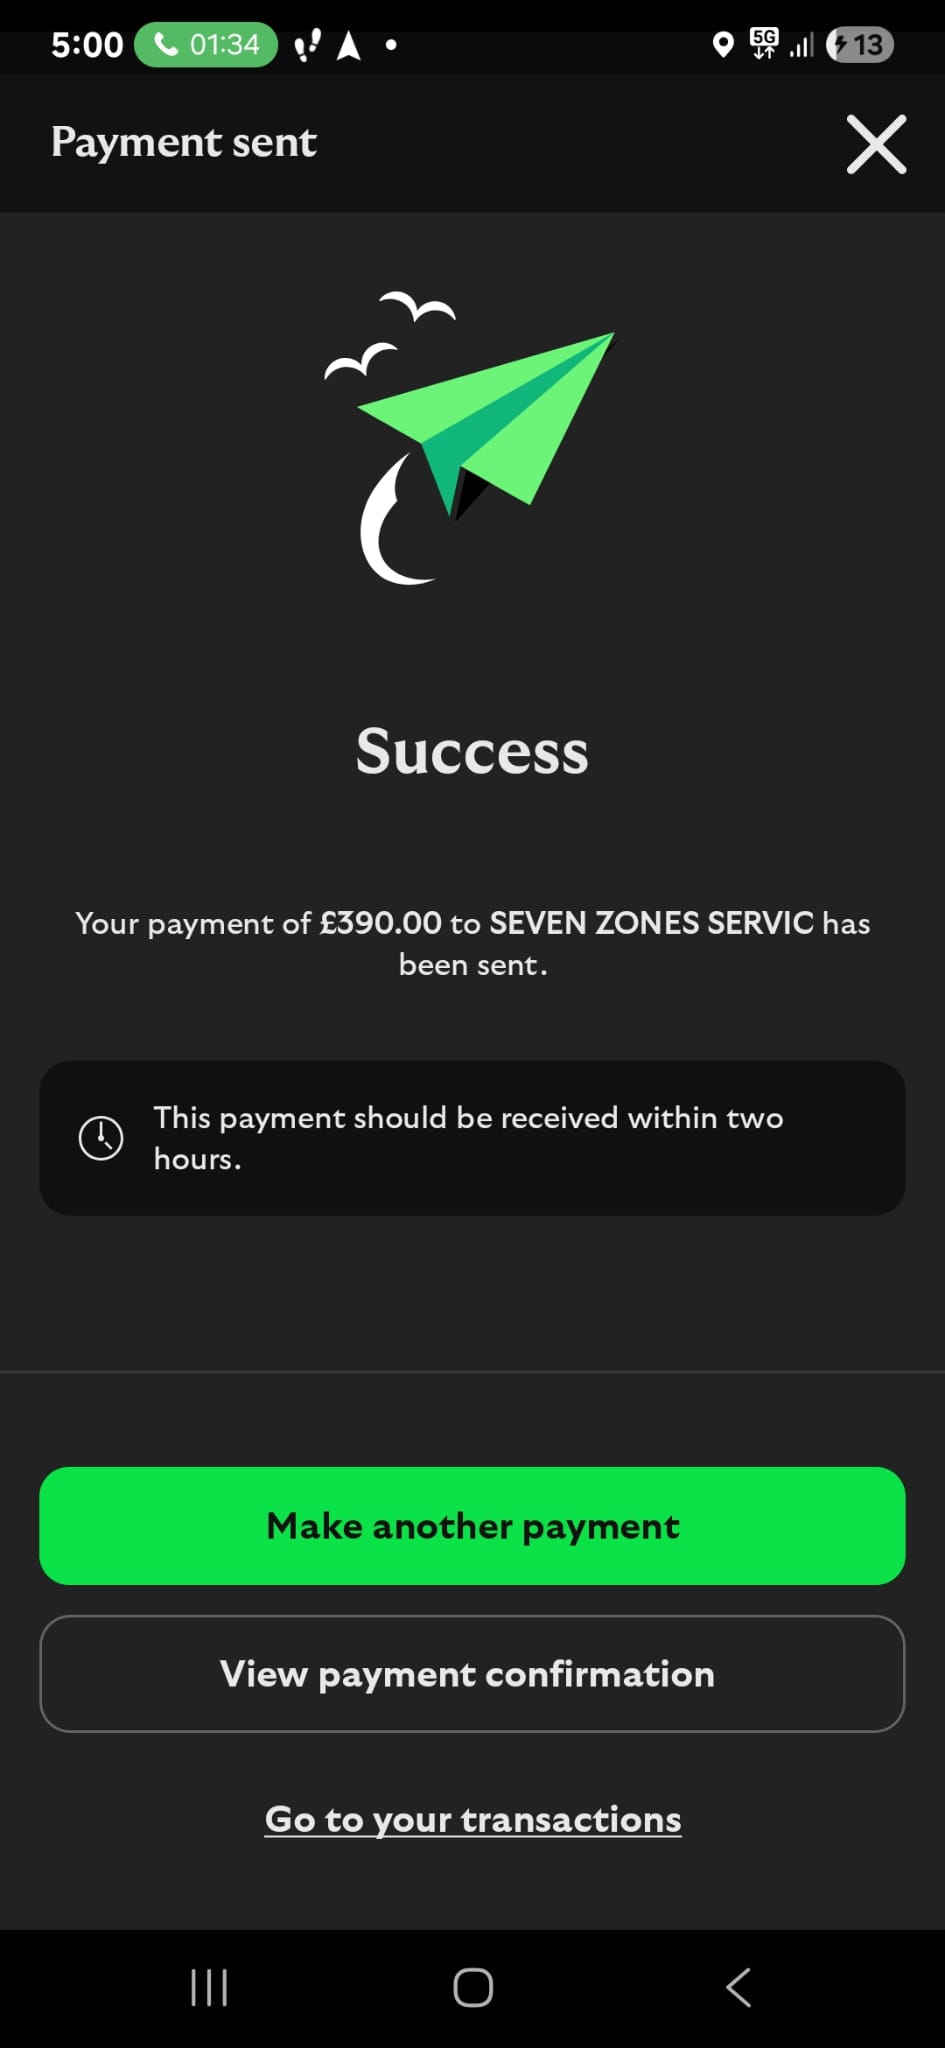 5:00 01:34 5G 13
Payment sent
Success
Your payment of £390.00 to SEVEN ZONES SERVIC has
been sent.
This payment should be received within two
hours.
Make another payment
View payment confirmation
Go to your transactions